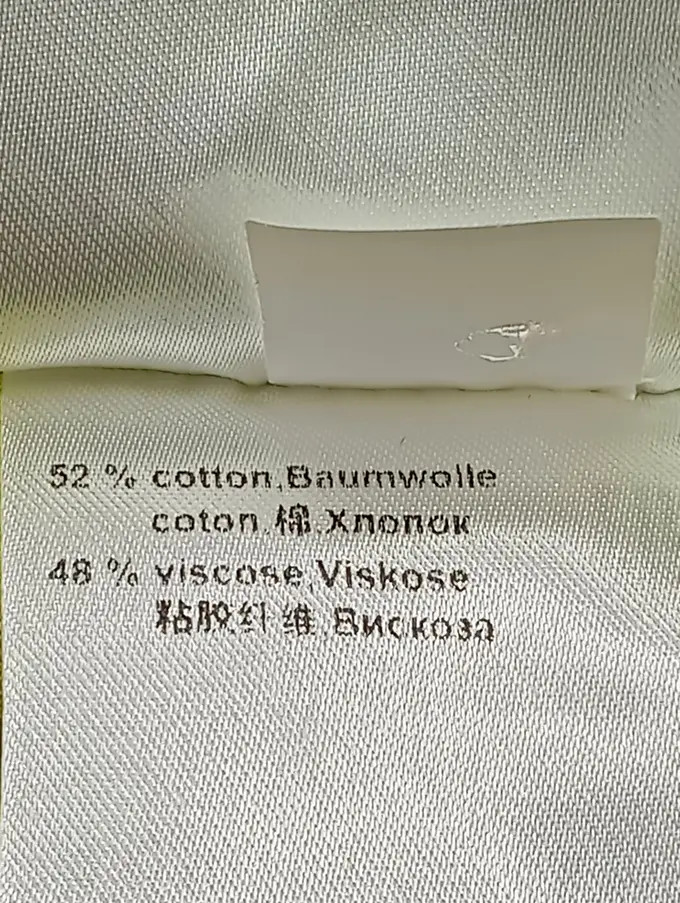 52 % cotton,Baumwolle
coton,棉,Хлопок
48 % viscose,Viskose
粘胶纤维,Вискоза